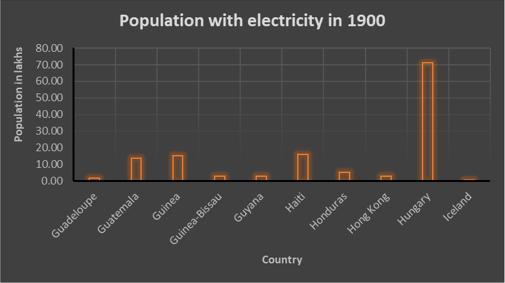 Population with electricity in 1900
Population in lakhs
80.00
70.00
60.00
50.00
40.00
30.00
20.00
10.00
0.00
Guadeloupe
Guatemala
Guinea
Guinea-Bissau
Guyana
Haiti
Honduras
Hong Kong
Hungary
Iceland
Country